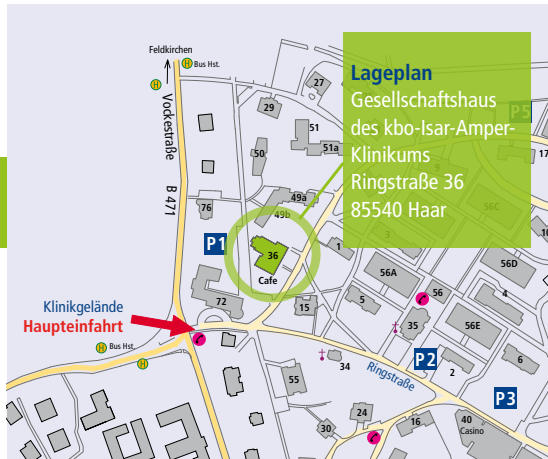 Feldkirchen
H Bus Hst.
H
Vockestraße
B 471
Lageplan
Gesellschaftshaus
des kbo-Isar-Amper-
Klinikums
Ringstraße 36
85540 Haar
27
29
51
51a
50
49a
49b
76
P1
36
Cafe
1
3
P5
17
56C
56D
56A
56
4
5
72
15
35
56E
10
Klinikgelände
Haupteinfahrt
H Bus Hst.
H
Ringstraße
34
P2
2
6
P3
55
30
24
16
40
Casino